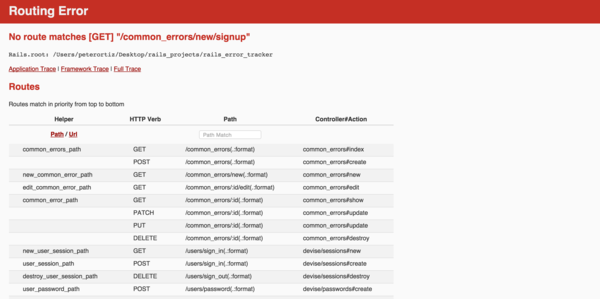 Routing Error
No route matches [GET] "/common_errors/new/signup"
Rails.root: /Users/peterortiz/Desktop/rails_projects/rails_error_tracker
Application Trace | Framework Trace | Full Trace
Routes
Routes match in priority from top to bottom
Helper HTTP Verb Path Controller#Action
Path / Url Path Match
common_errors_path GET /common_errors(.:format) common_errors#index
POST /common_errors(.:format) common_errors#create
new_common_error_path GET /common_errors/new(.:format) common_errors#new
edit_common_error_path GET /common_errors/:id/edit(.:format) common_errors#edit
common_error_path GET /common_errors/:id(.:format) common_errors#show
PATCH /common_errors/:id(.:format) common_errors#update
PUT /common_errors/:id(.:format) common_errors#update
DELETE /common_errors/:id(.:format) common_errors#destroy
new_user_session_path GET /users/sign_in(.:format) devise/sessions#new
user_session_path POST /users/sign_in(.:format) devise/sessions#create
destroy_user_session_path DELETE /users/sign_out(.:format) devise/sessions#destroy
user_password_path POST /users/password(.:format) devise/passwords#create